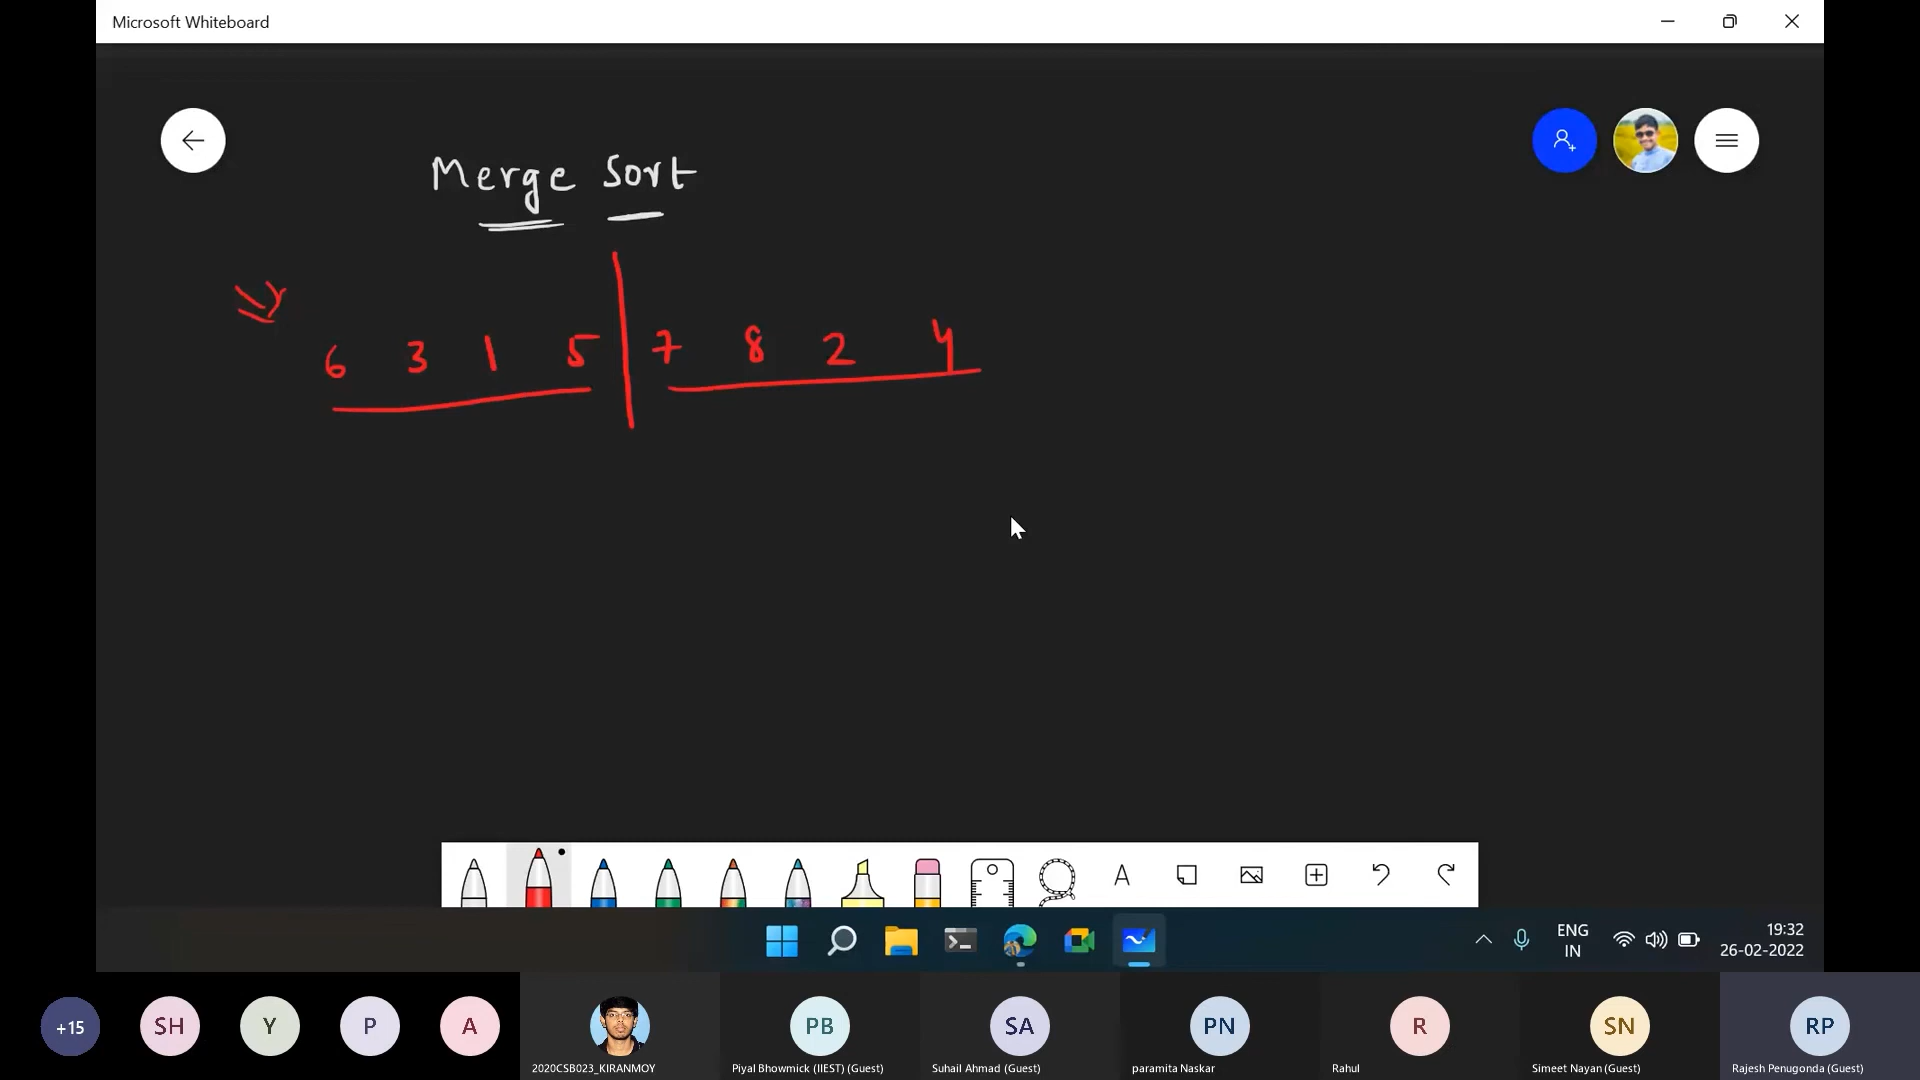 Microsoft Whiteboard
Merge Sort
6 3 1 5 7 8 2 4
A
ENG
IN
19:32
26-02-2022
+15
SH
Y
P
A
PB
SA
PN
R
SN
RP
2020CSB023_KIRANMOY
Piyal Bhowmick (IIEST) (Guest)
Suhail Ahmad (Guest)
paramita Naskar
Rahul
Simeet Nayan (Guest)
Rajesh Penugonda (Guest)